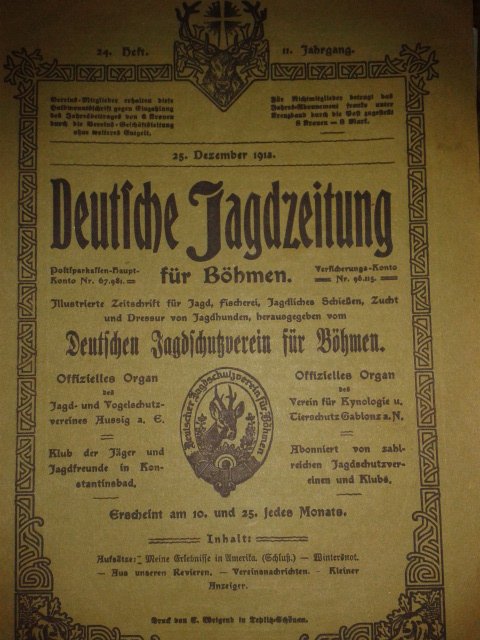 24. Heft.
11. Jahrgang.
Vereins-Mitglieder erhalten diese
Halbmonatschrift gegen Einzahlung
des Jahresbeitrages von 6 Kronen
durch die Vereins-Geschäftsleitung
ohne weiteres Entgelt.
Für Nichtmitglieder beträgt das
Jahres-Abonnement franko unter
Kreuzband durch die Post zugestellt
8 Kronen — 8 Mark.
25. Dezember 1912.
Deutſche Jagdzeitung
für Böhmen.
Poſtſparkaſſen-Haupt-
Konto Nr. 67.981.
Verſicherungs-Konto
Nr. 96.115.
Illuſtrierte Zeitſchrift für Jagd, Fiſcherei, Jagdliches Schießen, Zucht
und Dreſſur von Jagdhunden, herausgegeben vom
Deutſchen Jagdſchutzverein für Böhmen.
Offizielles Organ
des
Jagd- und Vogelſchutz-
vereines Auſſig a. E.
Klub der Jäger und
Jagdfreunde in Kon-
ſtantinsbad.
Deutſcher Jagdſchutzverein für Böhmen
Offizielles Organ
des
Verein für Kynologie u.
Tierſchutz Gablonz a. N.
Abonniert von zahl-
reichen Jagdſchutzver-
einen und Klubs.
Erſcheint am 10. und 25. jedes Monats.
Inhalt:
Aufſätze: Meine Erlebniſſe in Amerika. (Schluß.) — Wintersnot.
— Aus unſeren Revieren. — Vereinsnachrichten. — Kleiner
Anzeiger.
Druck von E. Weigend in Teplitz-Schönau.